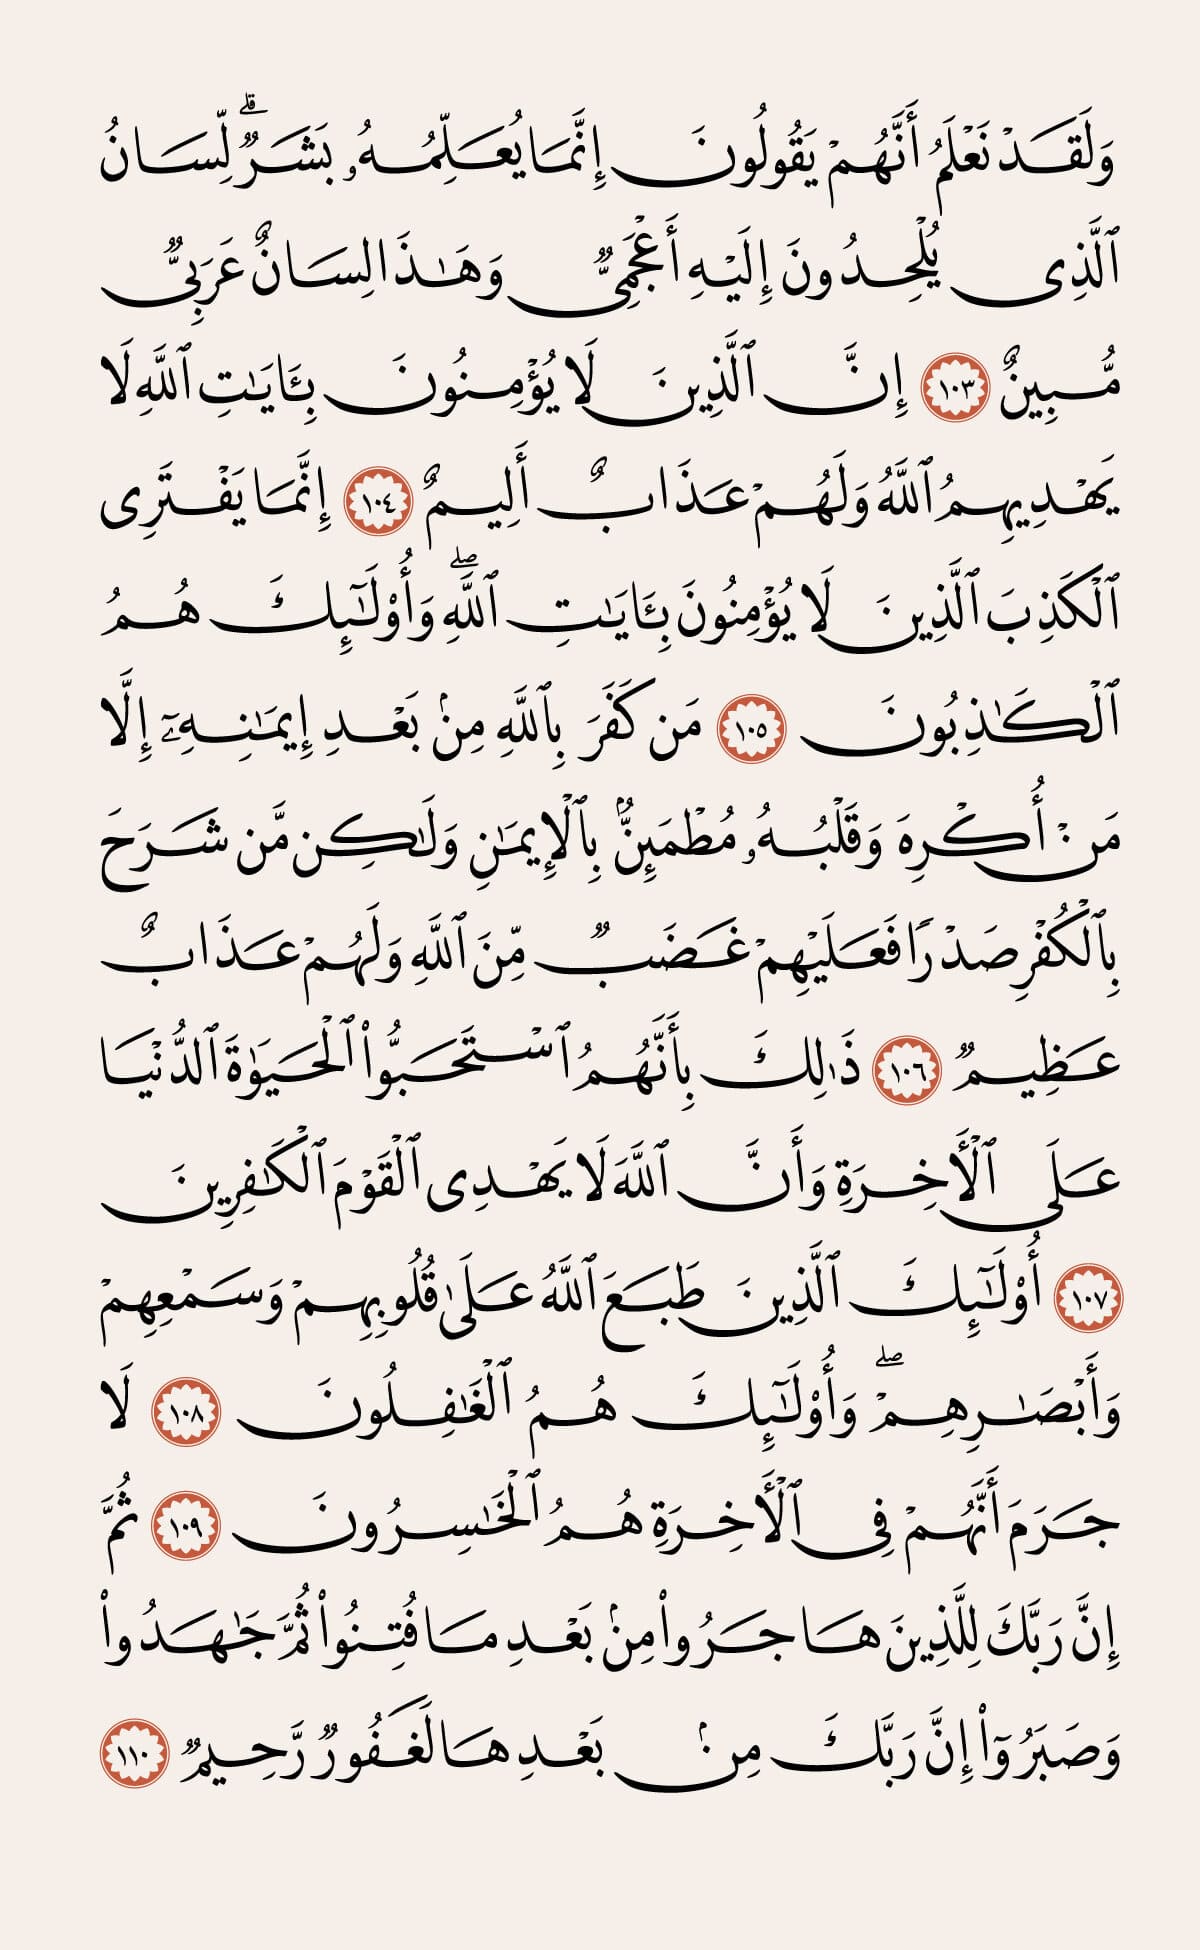 وَلَقَدْ نَعْلَمُ أَنَّهُمْ يَقُولُونَ إِنَّمَا يُعَلِّمُهُۥ بَشَرٌۗ لِّسَانُ
ٱلَّذِى يُلْحِدُونَ إِلَيْهِ أَعْجَمِىٌّ وَهَٰذَا لِسَانٌ عَرَبِىٌّ
مُّبِينٌ ١٠٣ إِنَّ ٱلَّذِينَ لَا يُؤْمِنُونَ بِـَٔايَٰتِ ٱللَّهِ لَا
يَهْدِيهِمُ ٱللَّهُ وَلَهُمْ عَذَابٌ أَلِيمٌ ١٠٤ إِنَّمَا يَفْتَرِى
ٱلْكَذِبَ ٱلَّذِينَ لَا يُؤْمِنُونَ بِـَٔايَٰتِ ٱللَّهِۖ وَأُو۟لَٰٓئِكَ هُمُ
ٱلْكَٰذِبُونَ ١٠٥ مَن كَفَرَ بِٱللَّهِ مِنۢ بَعْدِ إِيمَٰنِهِۦٓ إِلَّا
مَنْ أُكْرِهَ وَقَلْبُهُۥ مُطْمَئِنٌّۢ بِٱلْإِيمَٰنِ وَلَٰكِن مَّن شَرَحَ
بِٱلْكُفْرِ صَدْرًا فَعَلَيْهِمْ غَضَبٌ مِّنَ ٱللَّهِ وَلَهُمْ عَذَابٌ
عَظِيمٌ ١٠٦ ذَٰلِكَ بِأَنَّهُمُ ٱسْتَحَبُّوا۟ ٱلْحَيَوٰةَ ٱلدُّنْيَا
عَلَى ٱلْأَخِرَةِ وَأَنَّ ٱللَّهَ لَا يَهْدِى ٱلْقَوْمَ ٱلْكَٰفِرِينَ
١٠٧ أُو۟لَٰٓئِكَ ٱلَّذِينَ طَبَعَ ٱللَّهُ عَلَىٰ قُلُوبِهِمْ وَسَمْعِهِمْ
وَأَبْصَٰرِهِمْۖ وَأُو۟لَٰٓئِكَ هُمُ ٱلْغَٰفِلُونَ ١٠٨ لَا
جَرَمَ أَنَّهُمْ فِى ٱلْأَخِرَةِ هُمُ ٱلْخَٰسِرُونَ ١٠٩ ثُمَّ
إِنَّ رَبَّكَ لِلَّذِينَ هَاجَرُوا۟ مِنۢ بَعْدِ مَا فُتِنُوا۟ ثُمَّ جَٰهَدُوا۟
وَصَبَرُوٓا۟ إِنَّ رَبَّكَ مِنۢ بَعْدِهَا لَغَفُورٌ رَّحِيمٌ ١١٠